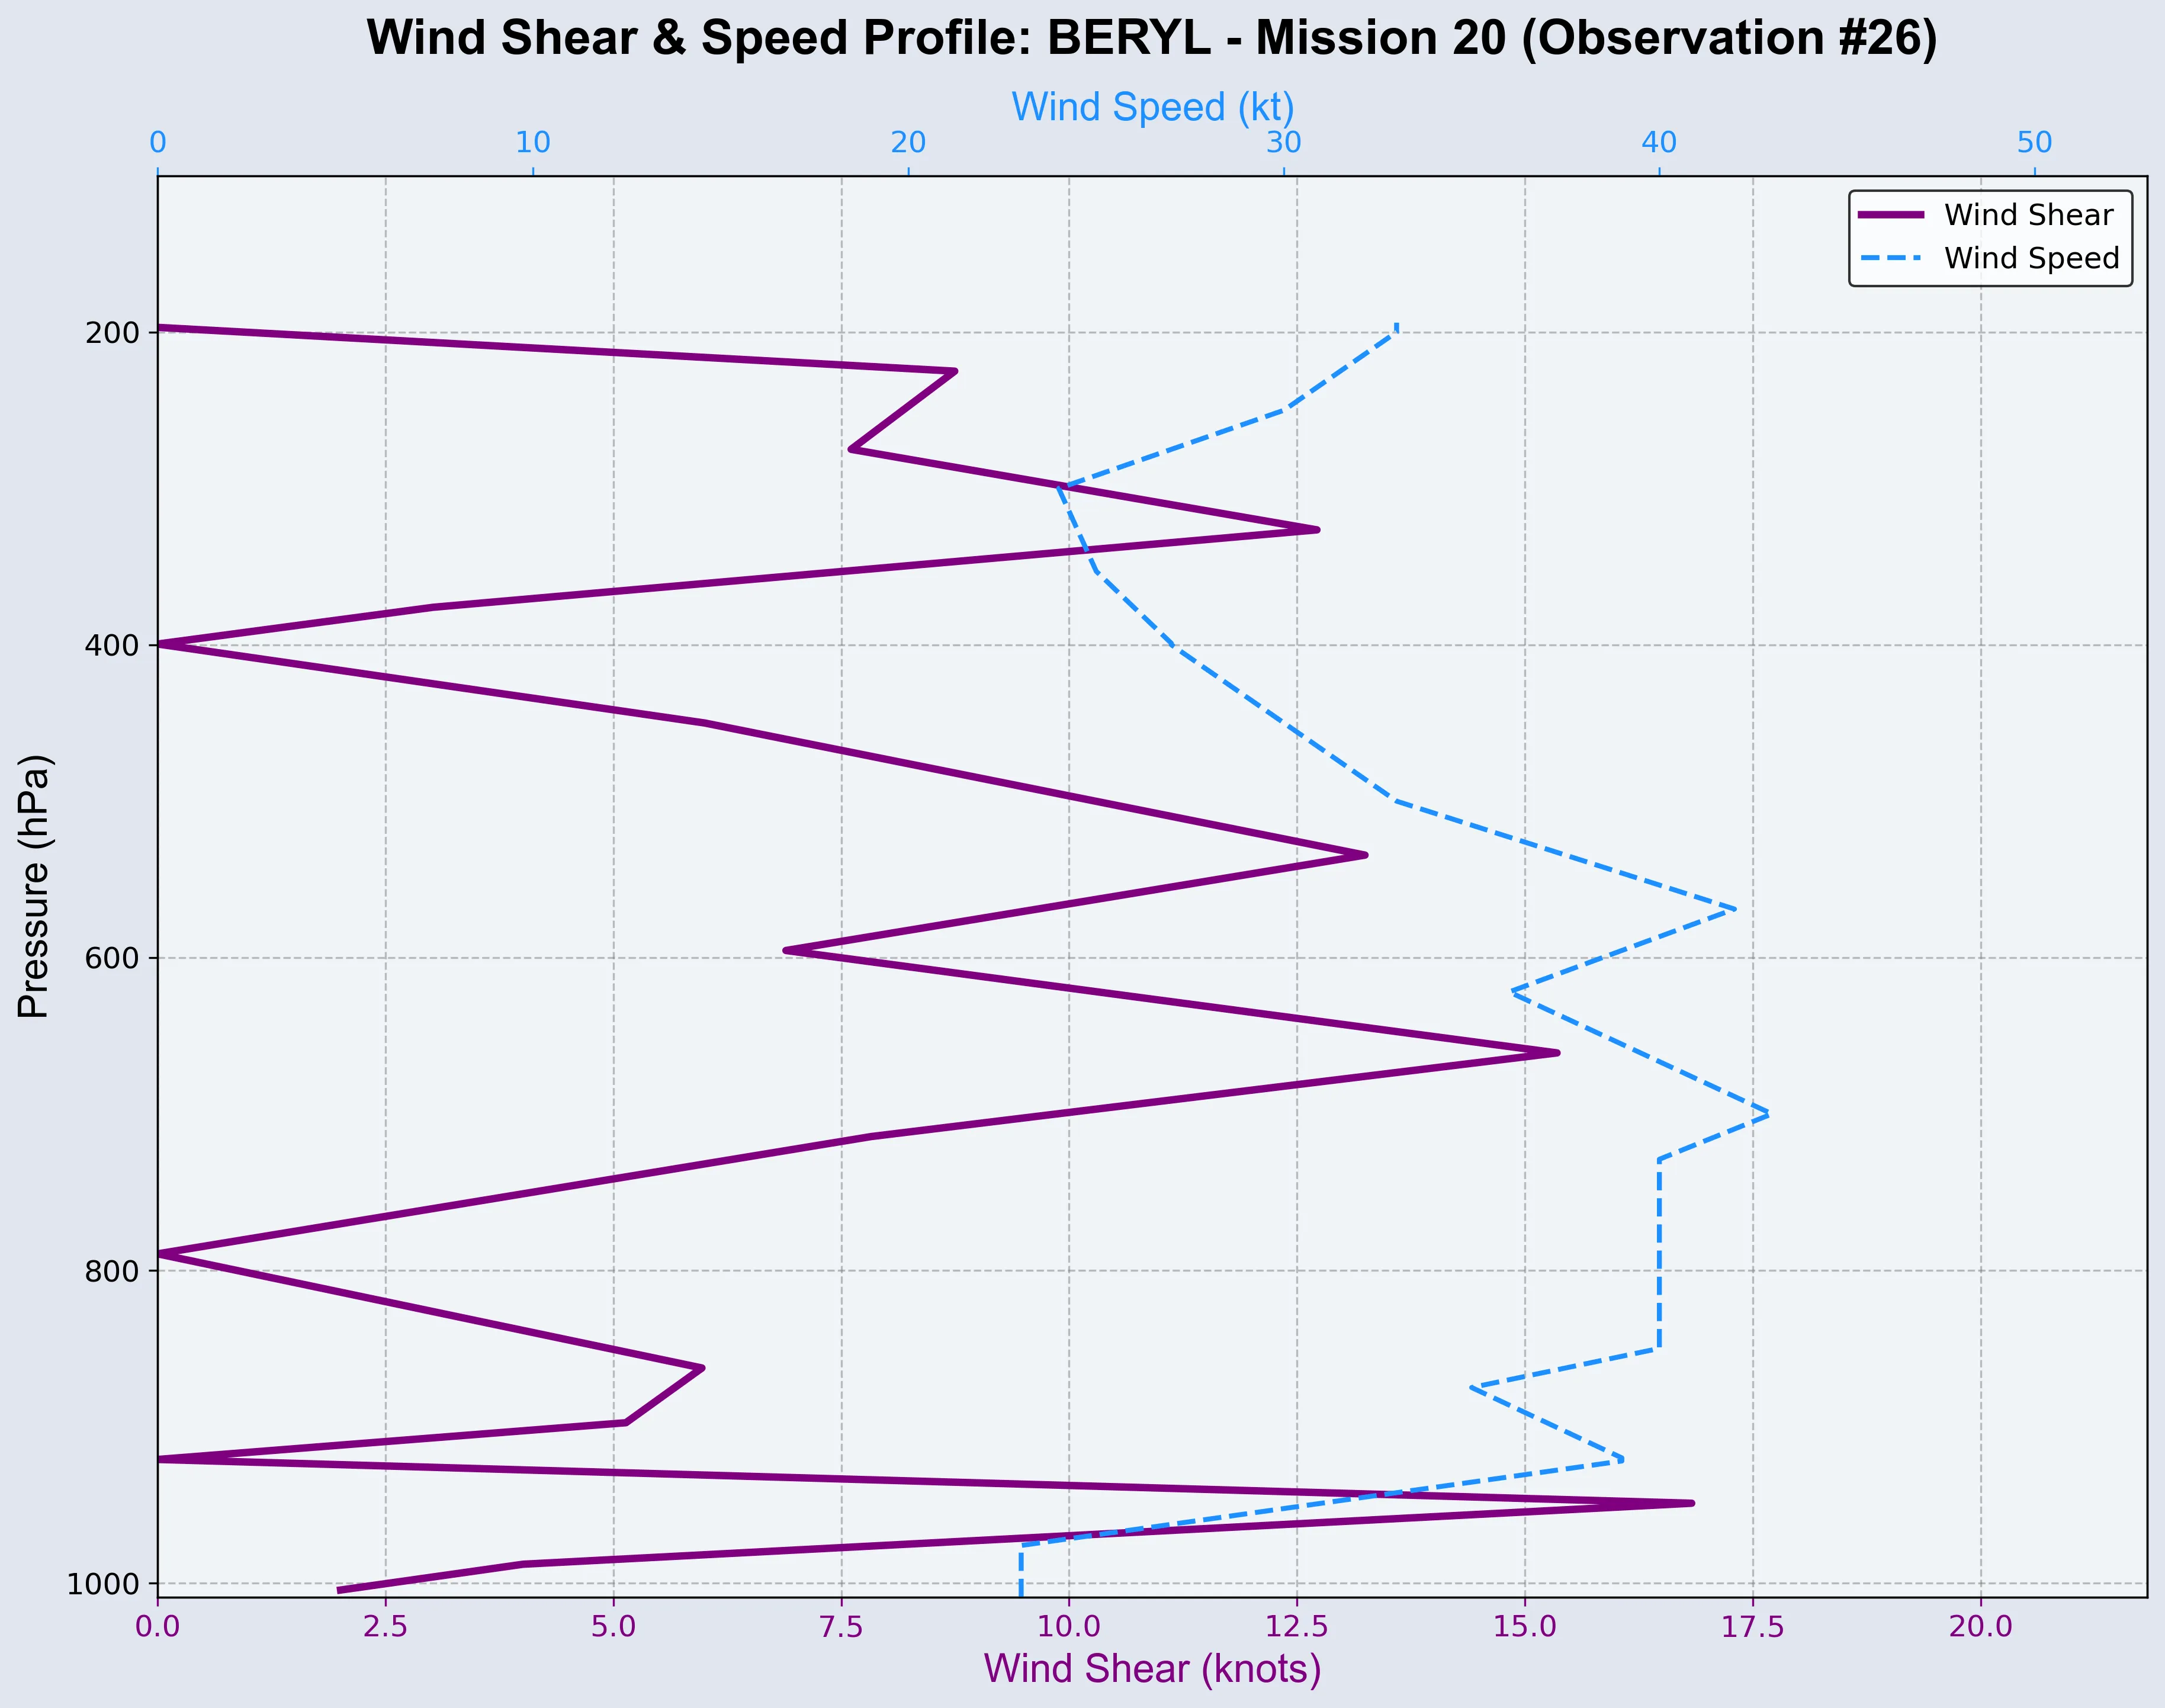 Wind Shear & Speed Profile: BERYL - Mission 20 (Observation #26)
Wind Speed (kt)
0 10 20 30 40 50
Wind Shear
Wind Speed
Pressure (hPa)
200
400
600
800
1000
0.0 2.5 5.0 7.5 10.0 12.5 15.0 17.5 20.0
Wind Shear (knots)